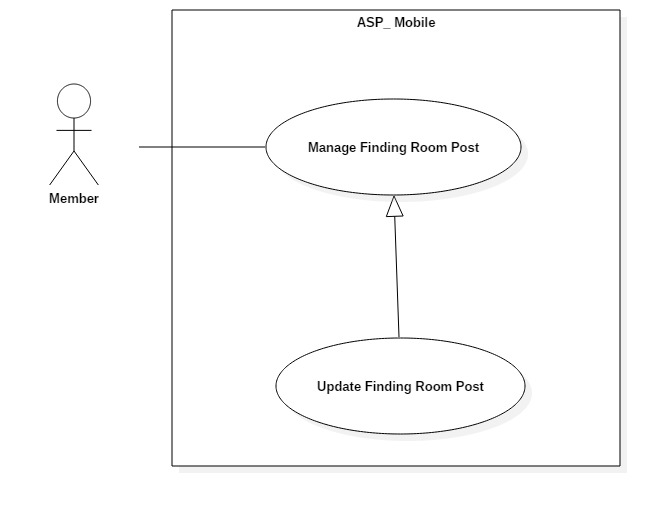 ASP_ Mobile
Manage Finding Room Post
Member
Update Finding Room Post